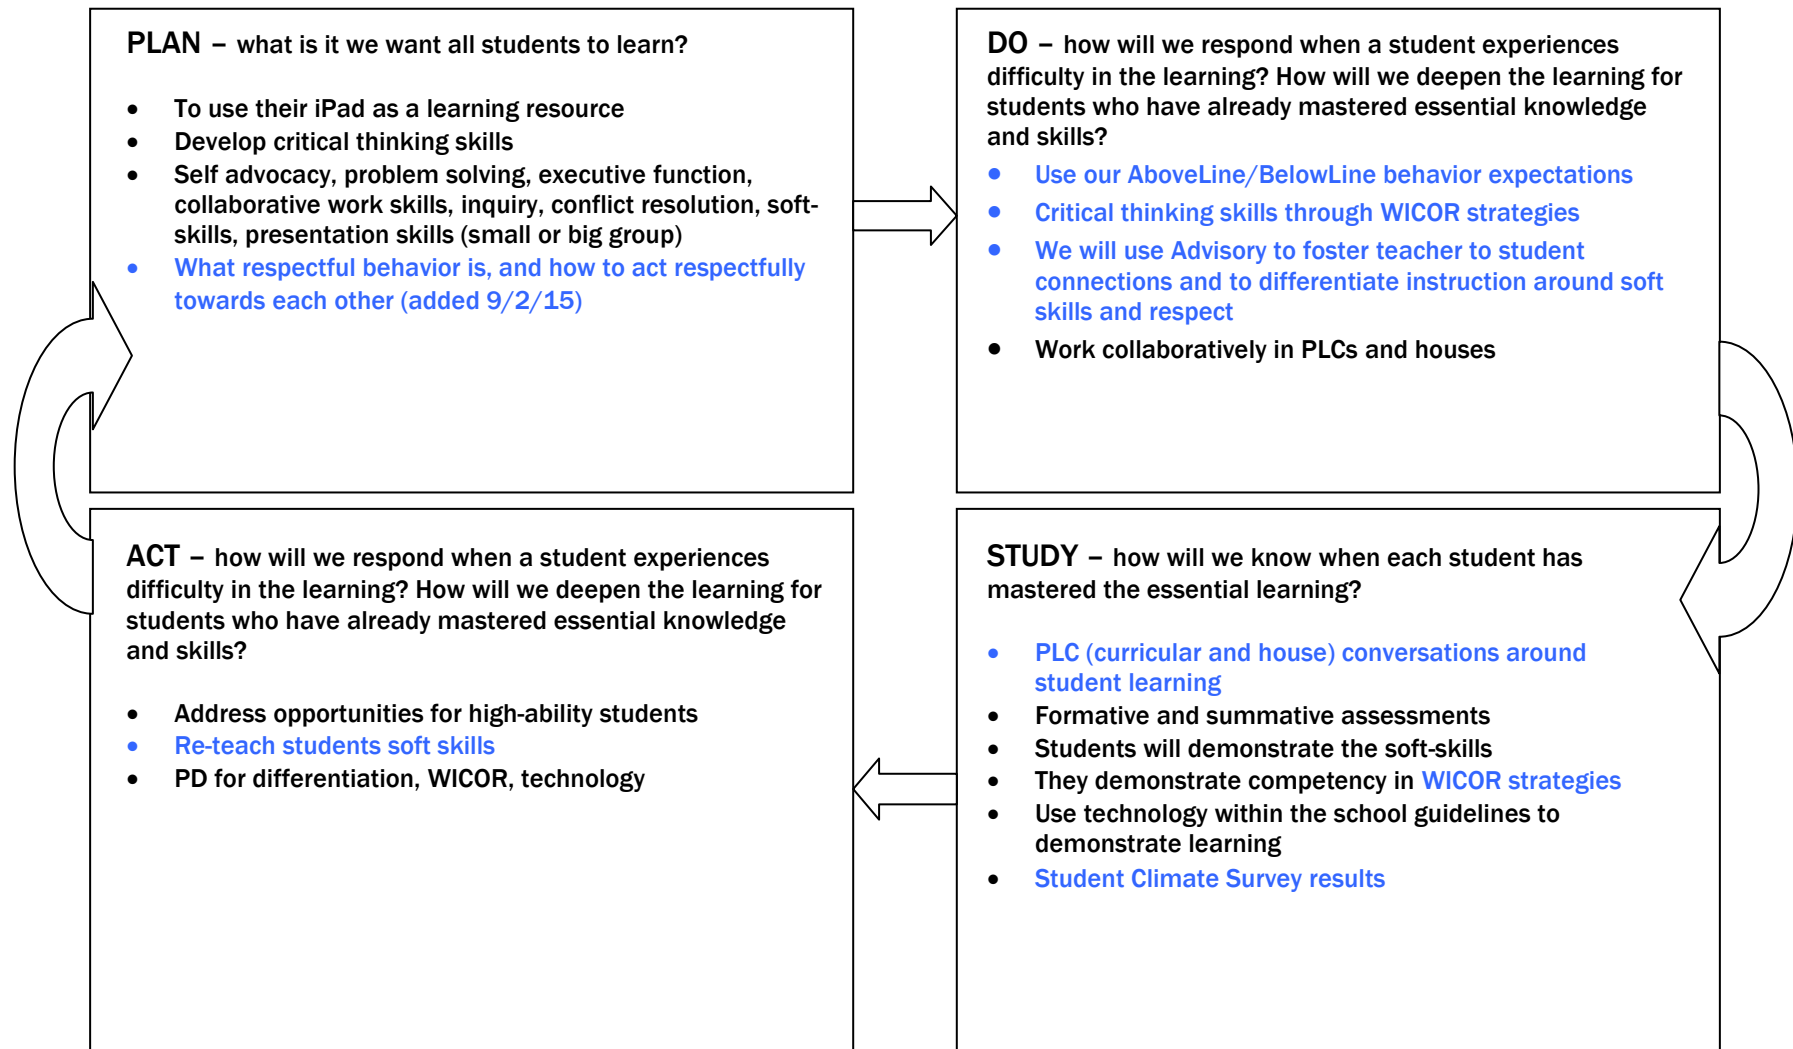 PLAN – what is it we want all students to learn?
• To use their iPad as a learning resource
• Develop critical thinking skills
• Self advocacy, problem solving, executive function,
collaborative work skills, inquiry, conflict resolution, soft-
skills, presentation skills (small or big group)
• What respectful behavior is, and how to act respectfully
towards each other (added 9/2/15)
DO – how will we respond when a student experiences
difficulty in the learning? How will we deepen the learning for
students who have already mastered essential knowledge
and skills?
• Use our AboveLine/BelowLine behavior expectations
• Critical thinking skills through WICOR strategies
• We will use Advisory to foster teacher to student
connections and to differentiate instruction around soft
skills and respect
• Work collaboratively in PLCs and houses
ACT – how will we respond when a student experiences
difficulty in the learning? How will we deepen the learning for
students who have already mastered essential knowledge
and skills?
• Address opportunities for high-ability students
• Re-teach students soft skills
• PD for differentiation, WICOR, technology
STUDY – how will we know when each student has
mastered the essential learning?
• PLC (curricular and house) conversations around
student learning
• Formative and summative assessments
• Students will demonstrate the soft-skills
• They demonstrate competency in WICOR strategies
• Use technology within the school guidelines to
demonstrate learning
• Student Climate Survey results